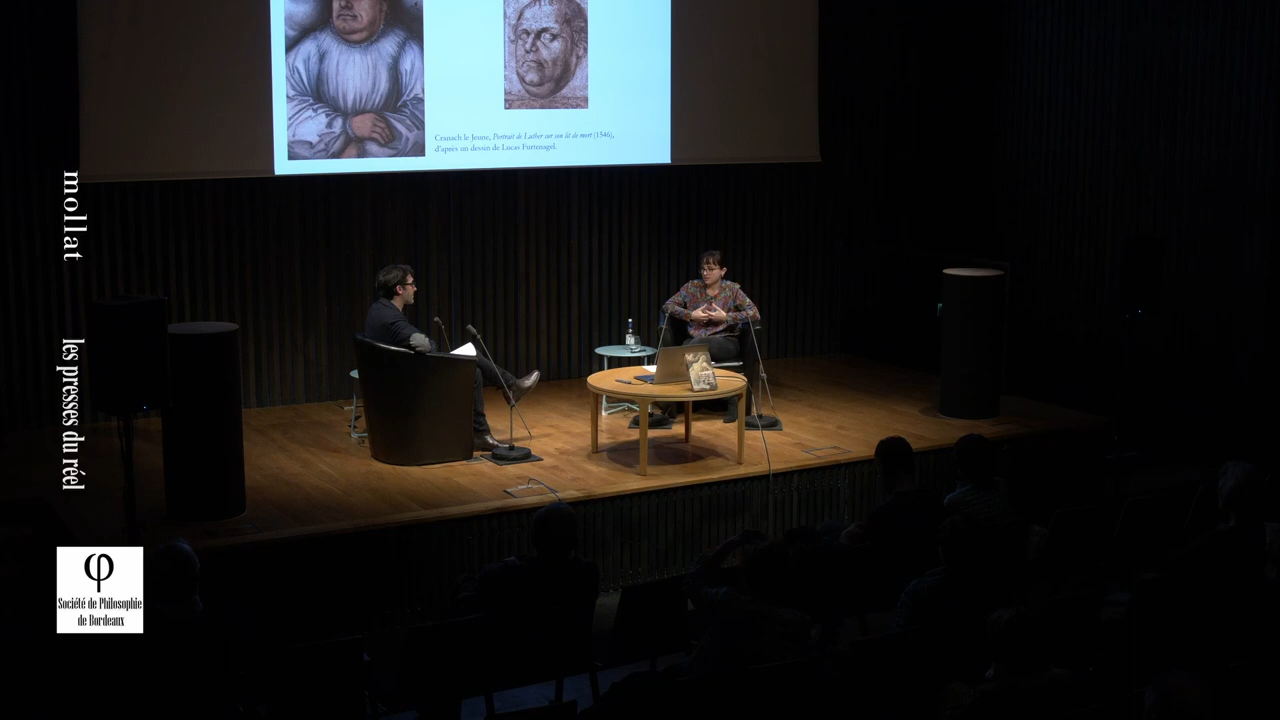 Cranach le Jeune, Portrait de Luther sur son lit de mort (1546),
d'après un dessin de Lucas Furtenagel.
mollat
les presses du réel
φ
Société de Philosophie
de Bordeaux